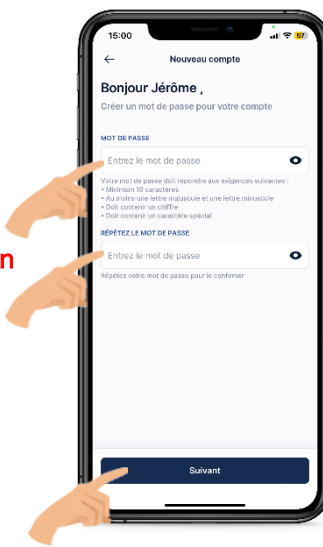 15:00
57
Nouveau compte
Bonjour Jérôme ,
Créer un mot de passe pour votre compte
MOT DE PASSE
Entrez le mot de passe
Votre mot de passe doit répondre aux exigences suivantes :
• Minimum 10 caractères
• Au moins une lettre majuscule et une lettre minuscule
• Doit contenir un chiffre
• Doit contenir un caractère spécial
n
RÉPÉTEZ LE MOT DE PASSE
Entrez le mot de passe
Répétez votre mot de passe pour le confirmer
Suivant